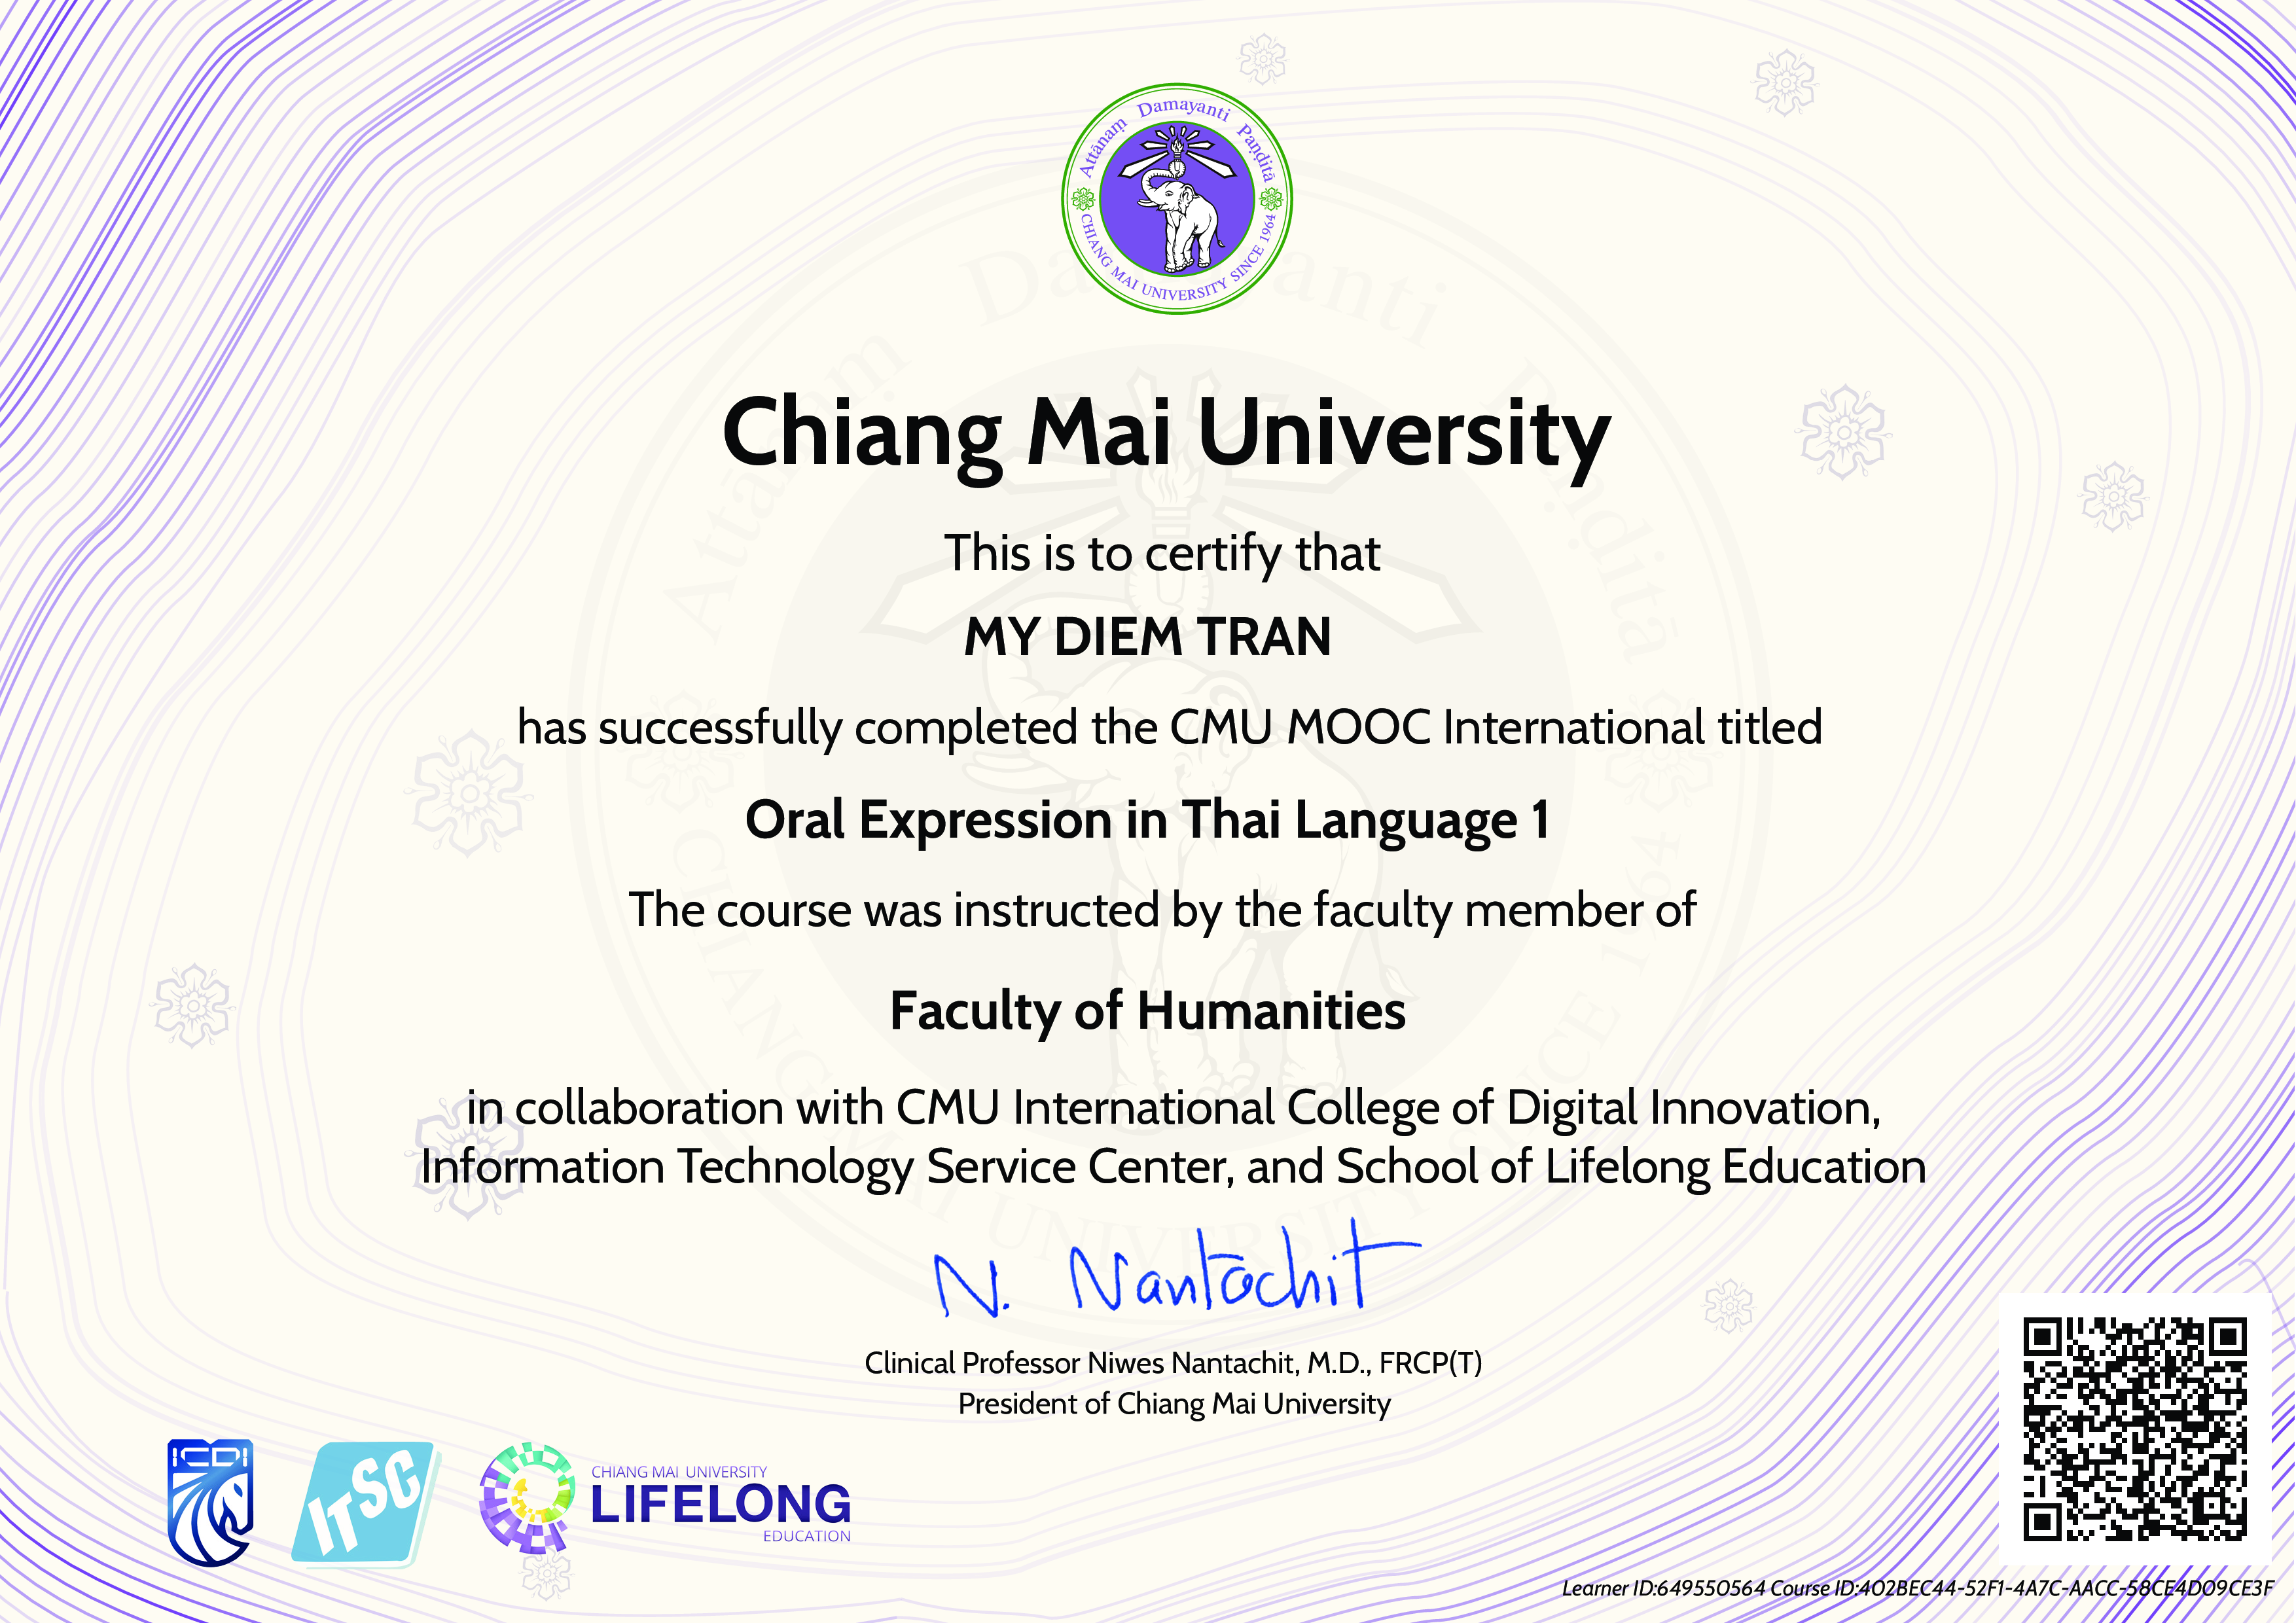 Attānaṃ Damayanti Paṇḍitā
CHIANG MAI UNIVERSITY SINCE 1964
Chiang Mai University
This is to certify that
MY DIEM TRAN
has successfully completed the CMU MOOC International titled
Oral Expression in Thai Language 1
The course was instructed by the faculty member of
Faculty of Humanities
in collaboration with CMU International College of Digital Innovation,
Information Technology Service Center, and School of Lifelong Education
N. Nantachit
Clinical Professor Niwes Nantachit, M.D., FRCP(T)
President of Chiang Mai University
ICDI
ITSC
CHIANG MAI UNIVERSITY
LIFELONG
EDUCATION
Learner ID:649550564 Course ID:402BEC44-52F1-4A7C-AACC-58CE4D09CE3F